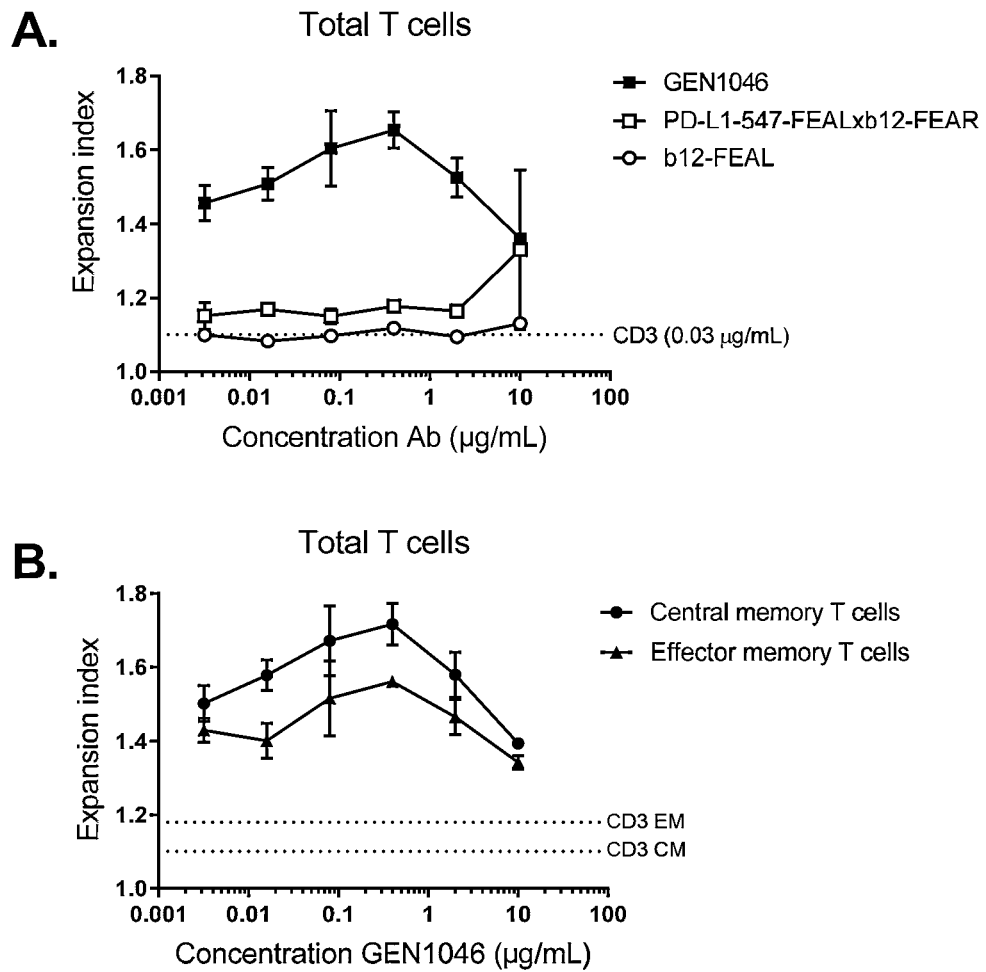 A.
Total T cells
Expansion index
1.8
1.6
1.4
1.2
1.0
0.001
0.01
0.1
1
10
100
Concentration Ab (µg/mL)
GEN1046
PD-L1-547-FEALxb12-FEAR
b12-FEAL
CD3 (0.03 µg/mL)
B.
Total T cells
Expansion index
1.8
1.6
1.4
1.2
1.0
0.001
0.01
0.1
1
10
100
Concentration GEN1046 (µg/mL)
Central memory T cells
Effector memory T cells
CD3 EM
CD3 CM